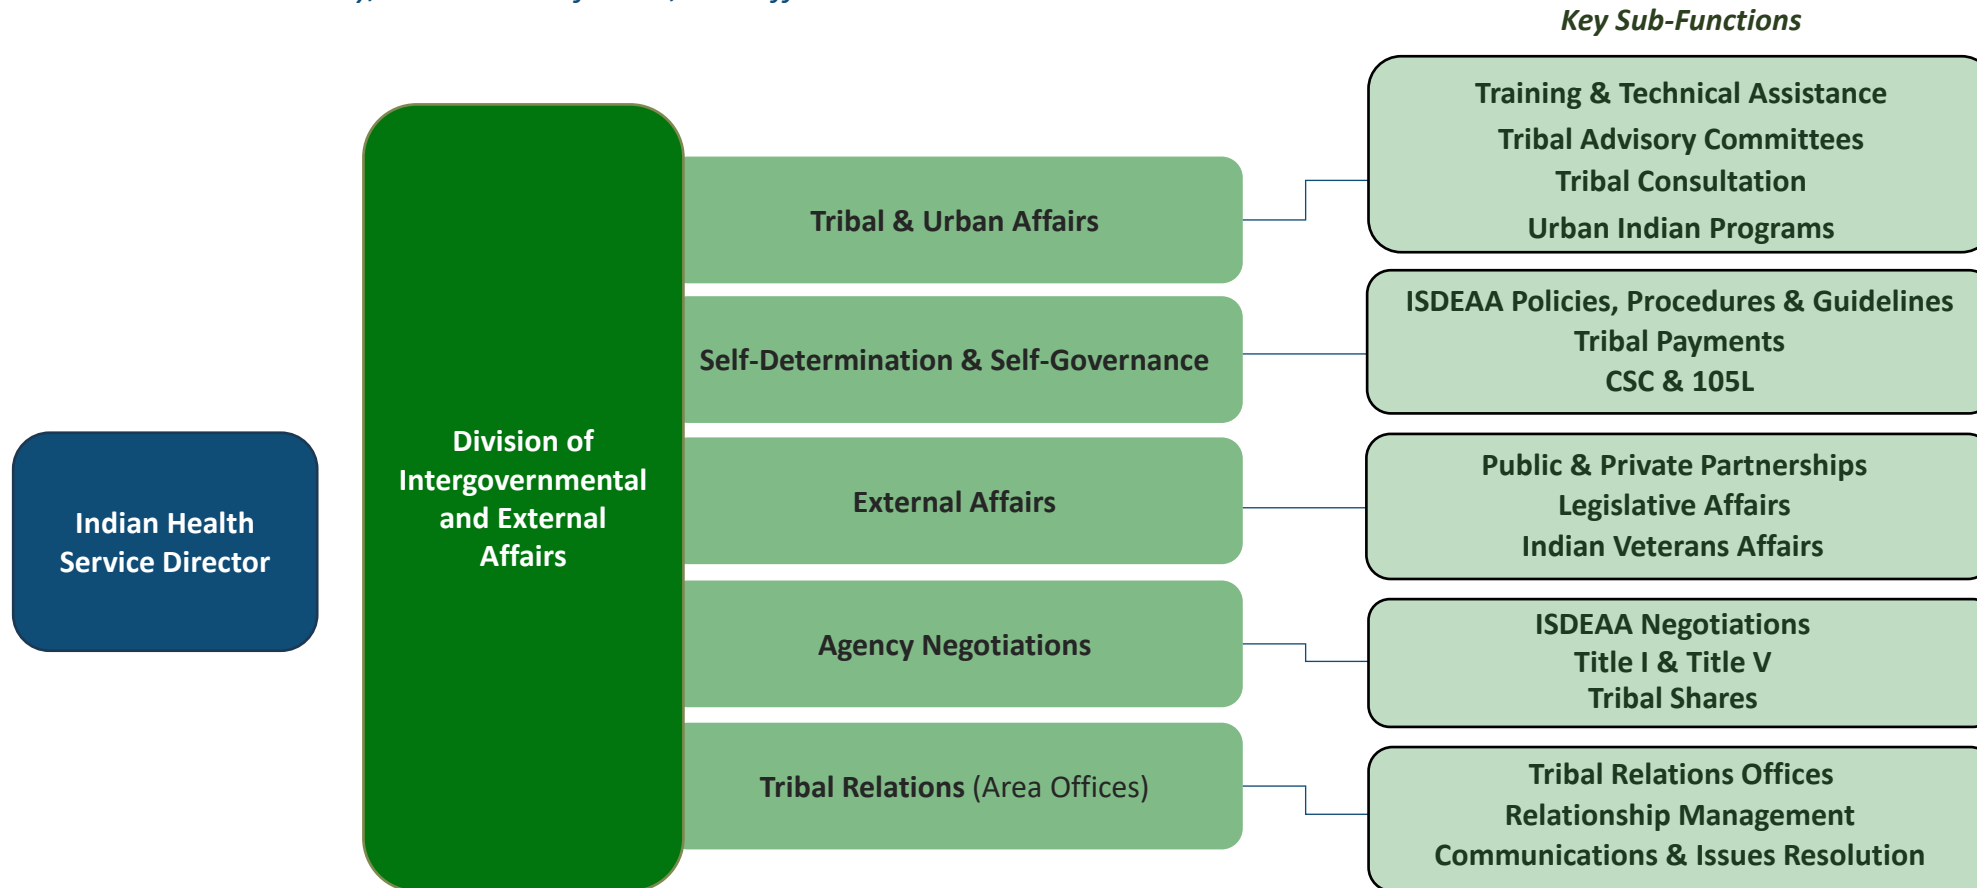 Key Sub-Functions
Indian Health
Service Director
Division of
Intergovernmental
and External
Affairs
Tribal & Urban Affairs
Training & Technical Assistance
Tribal Advisory Committees
Tribal Consultation
Urban Indian Programs
Self-Determination & Self-Governance
ISDEAA Policies, Procedures & Guidelines
Tribal Payments
CSC & 105L
External Affairs
Public & Private Partnerships
Legislative Affairs
Indian Veterans Affairs
Agency Negotiations
ISDEAA Negotiations
Title I & Title V
Tribal Shares
Tribal Relations (Area Offices)
Tribal Relations Offices
Relationship Management
Communications & Issues Resolution